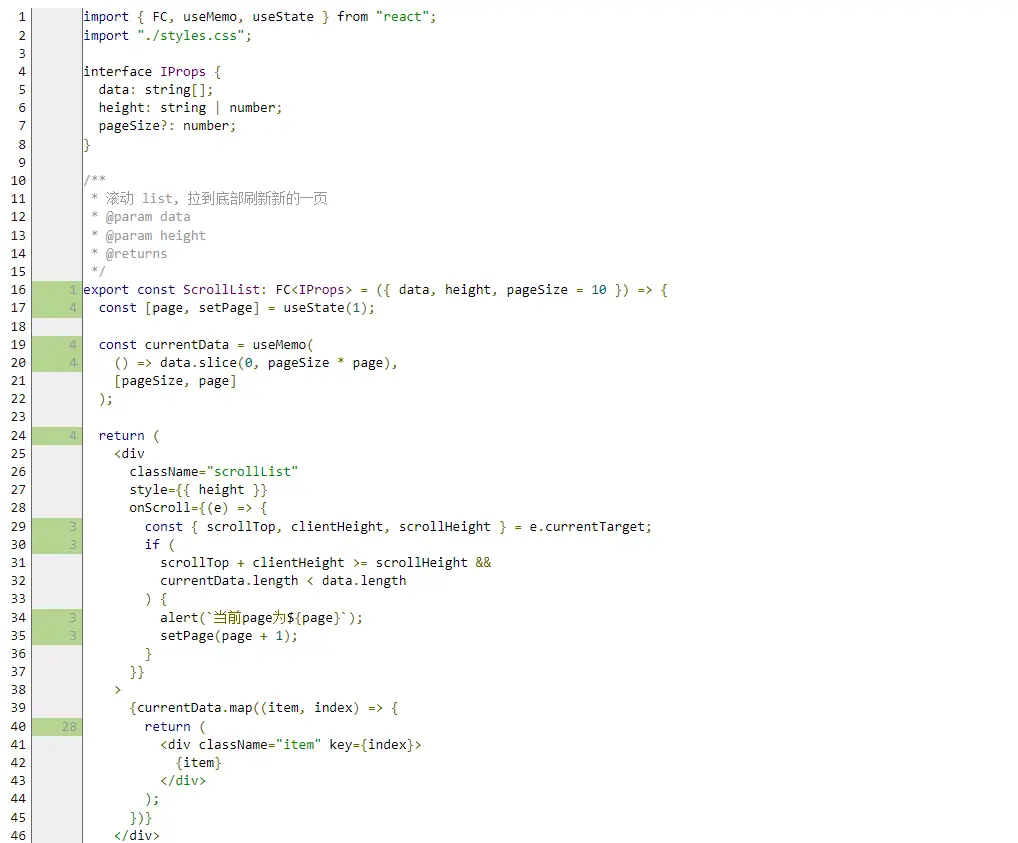 1 import { FC, useMemo, useState } from "react";
2 import "./styles.css";
3
4 interface IProps {
5   data: string[];
6   height: string | number;
7   pageSize?: number;
8 }
9
10 /**
11  * 滚动 list, 拉到底部刷新新的一页
12  * @param data
13  * @param height
14  * @returns
15  */
16 1 export const ScrollList: FC<IProps> = ({ data, height, pageSize = 10 }) => {
17 4   const [page, setPage] = useState(1);
18
19 4   const currentData = useMemo(
20 4     () => data.slice(0, pageSize * page),
21     [pageSize, page]
22   );
23
24 4   return (
25     <div
26       className="scrollList"
27       style={{ height }}
28       onScroll={(e) => {
29 3         const { scrollTop, clientHeight, scrollHeight } = e.currentTarget;
30 3         if (
31           scrollTop + clientHeight >= scrollHeight &&
32           currentData.length < data.length
33         ) {
34 3           alert(`当前page为${page}`);
35 3           setPage(page + 1);
36         }
37       }}
38     >
39       {currentData.map((item, index) => {
40 28         return (
41           <div className="item" key={index}>
42             {item}
43           </div>
44         );
45       })}
46     </div>